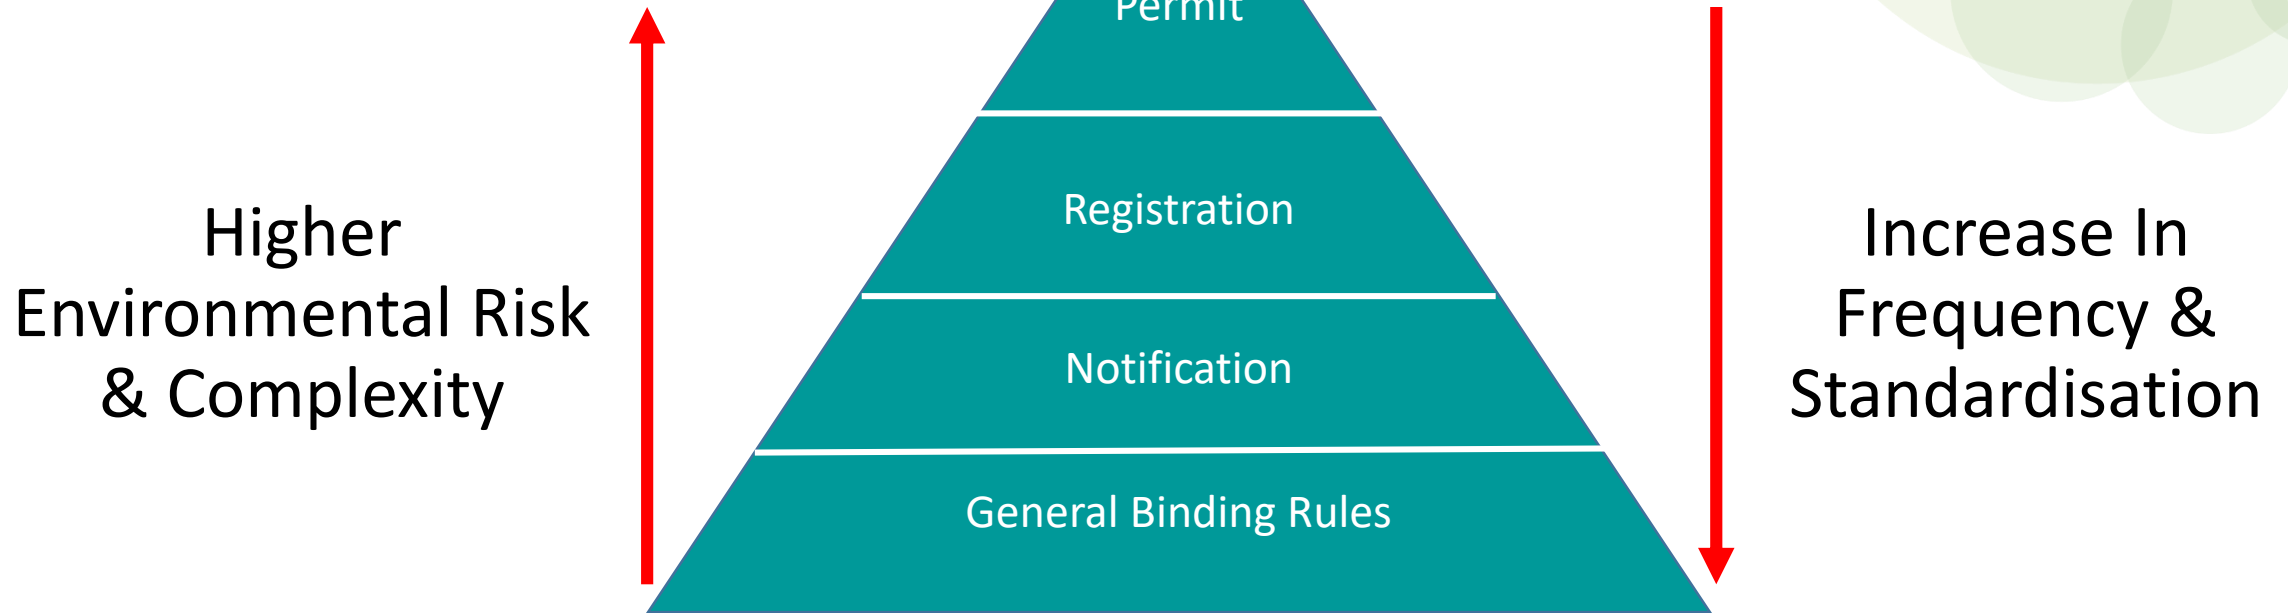 Permit
Registration
Notification
General Binding Rules
Higher
Environmental Risk
& Complexity
Increase In
Frequency &
Standardisation